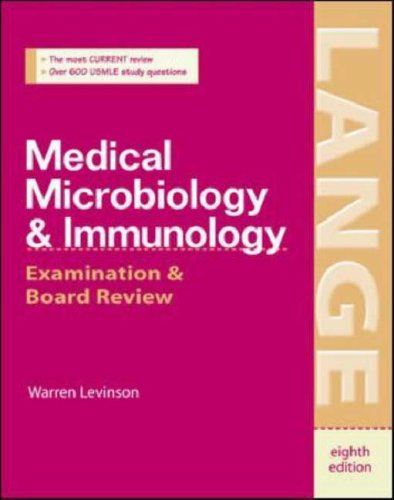 » The most CURRENT review
» Over 600 USMLE study questions
Medical
Microbiology
& Immunology
Examination &
Board Review
Warren Levinson
LANGE
eighth
edition